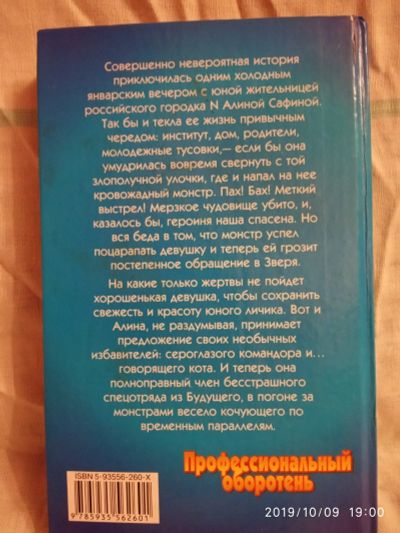 Совершенно невероятная история
приключилась одним холодным
январским вечером с юной жительницей
российского городка N Алиной Сафиной.
Так бы и текла ее жизнь привычным
чередом: институт, дом, родители,
молодежные тусовки,– если бы она
умудрилась вовремя свернуть с той
злополучной улочки, где и напал на нее
кровожадный монстр. Пах! Бах! Меткий
выстрел! Мерзкое чудовище убито, и,
казалось бы, героиня наша спасена. Но
вся беда в том, что монстр успел
поцарапать девушку и теперь ей грозит
постепенное обращение в Зверя.
На какие только жертвы не пойдет
хорошенькая девушка, чтобы сохранить
свежесть и красоту юного личика. Вот и
Алина, не раздумывая, принимает
предложение своих необычных
избавителей: сероглазого командора и...
говорящего кота. И теперь она
полноправный член бесстрашного
спецотряда из Будущего, в погоне за
монстрами весело кочующего по
временным параллелям.
Профессиональный
оборотень
ISBN 5-93556-260-X
9 785935 562601
2019/10/09 19:00